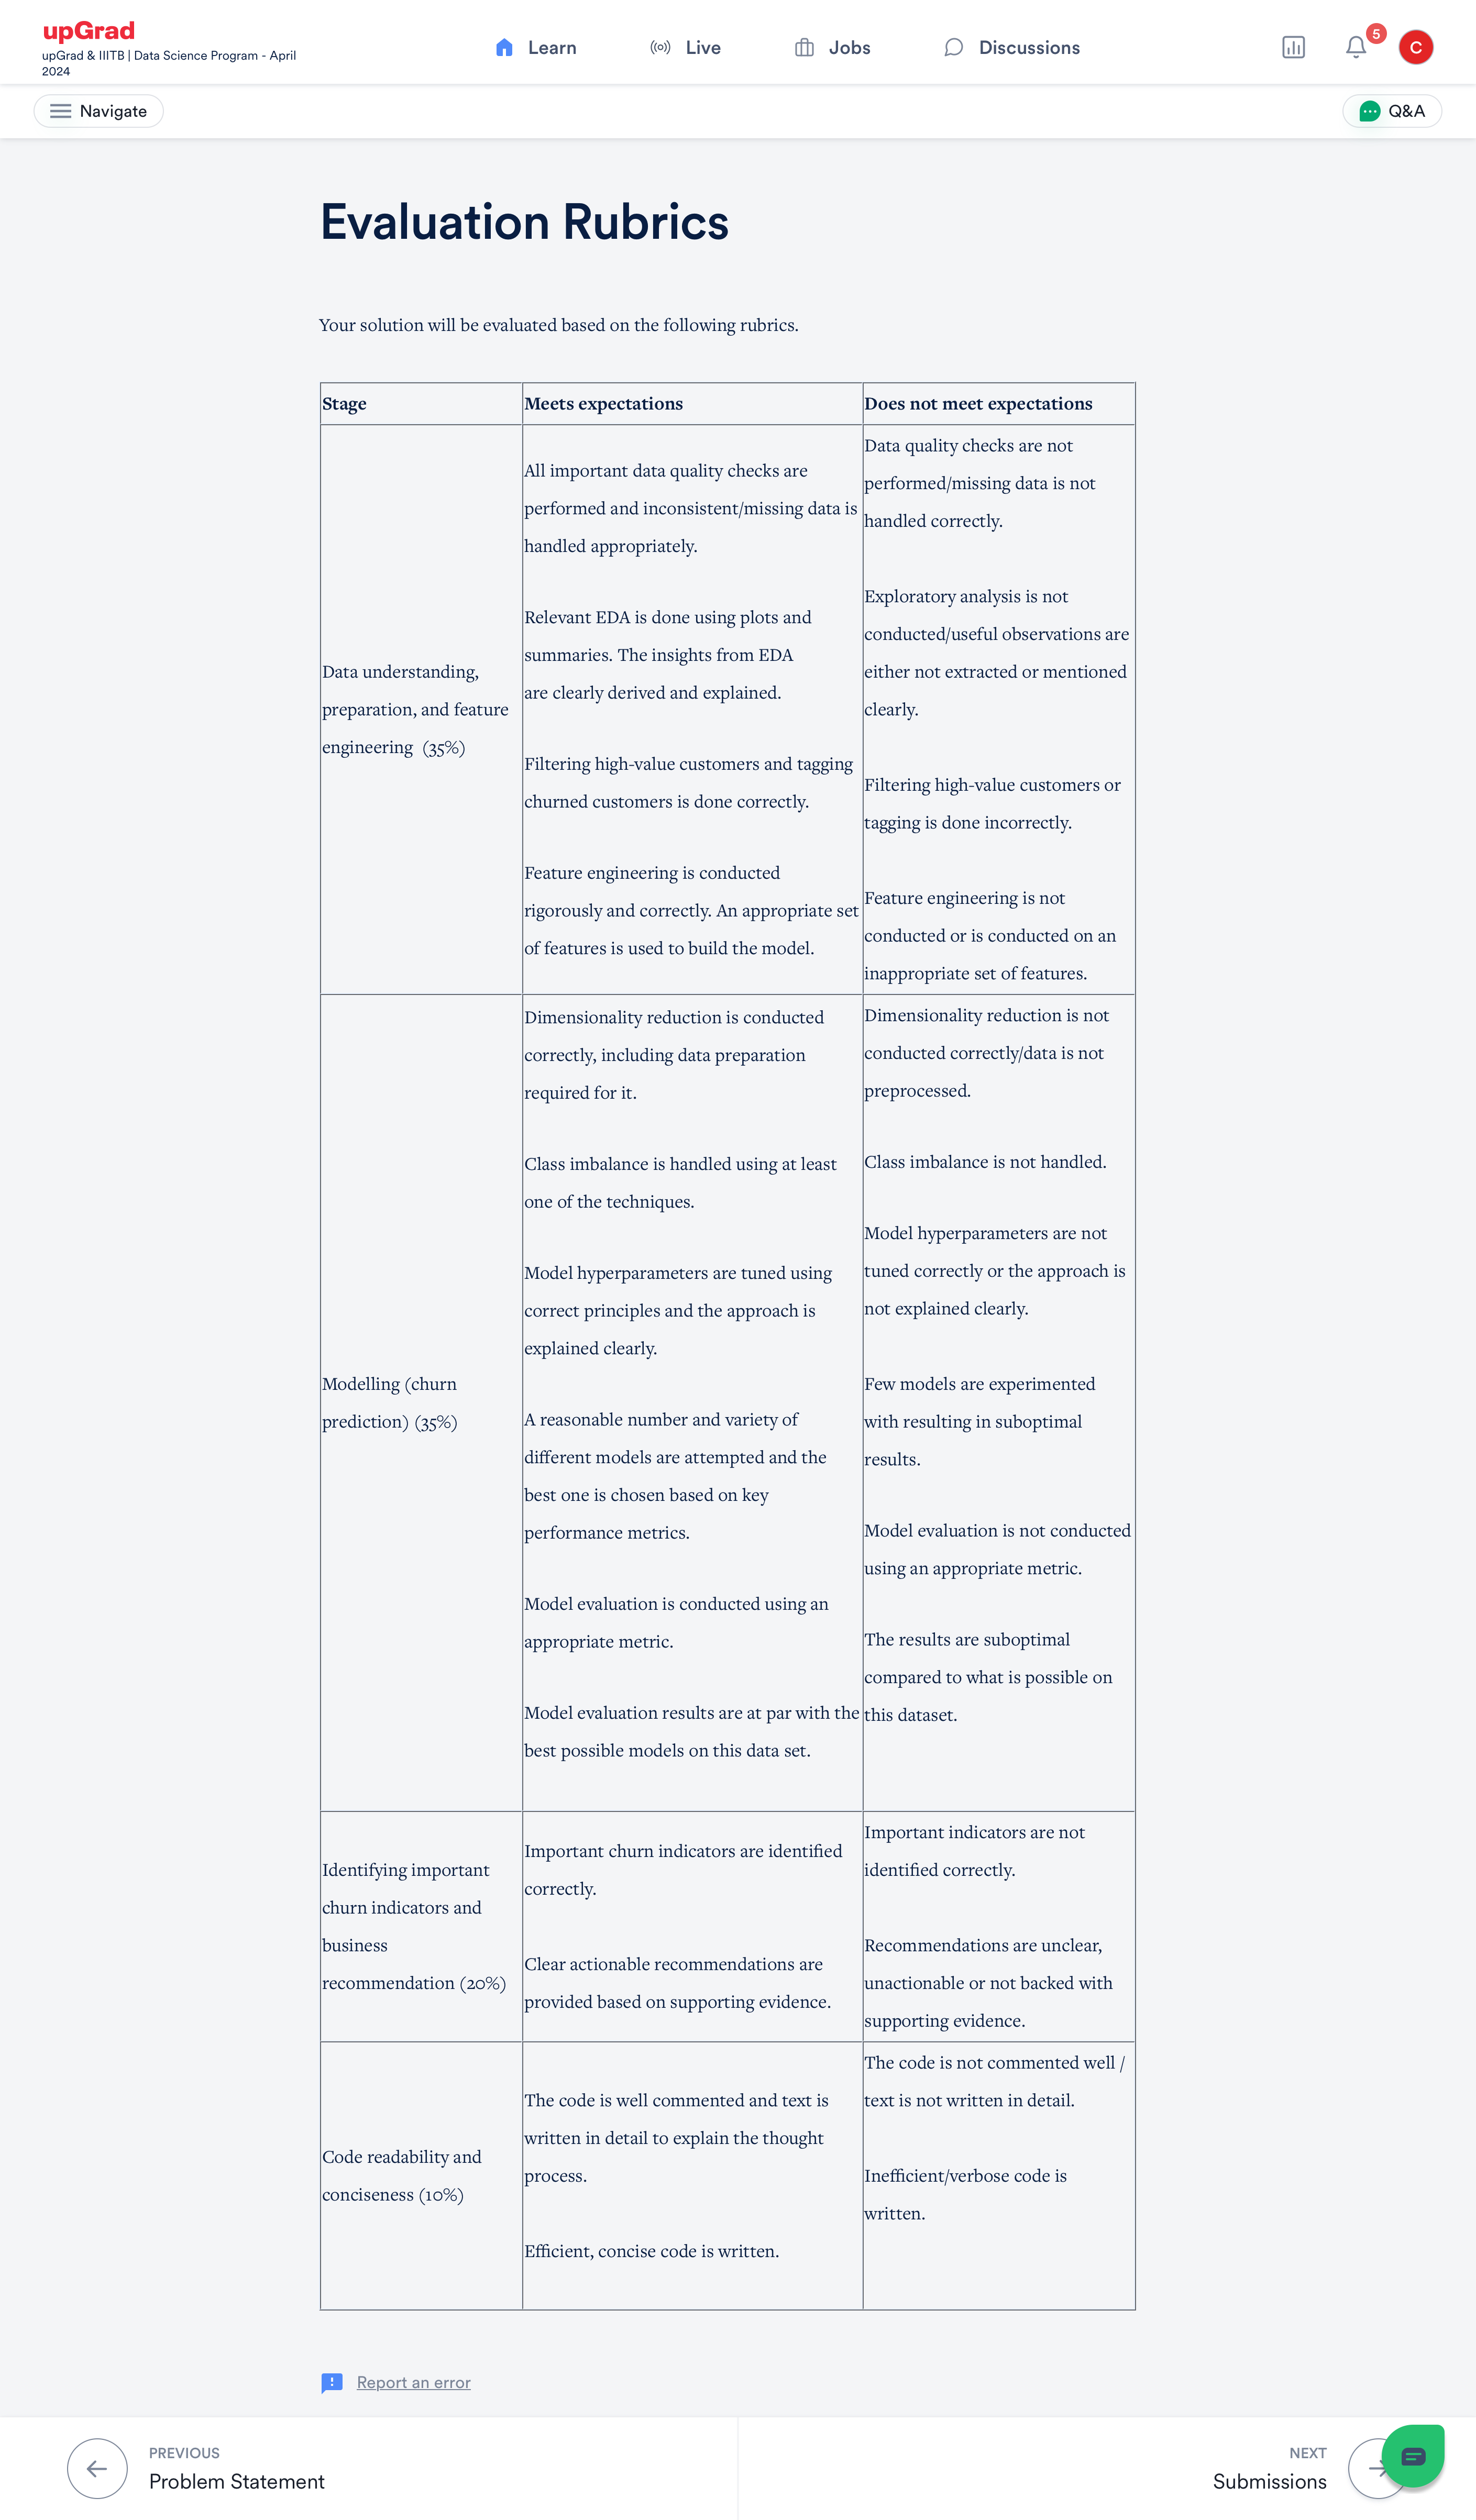 upGrad
upGrad & IIITB | Data Science Program - April
2024
Learn
Live
Jobs
Discussions
5
C
Navigate
Q&A
Evaluation Rubrics
Your solution will be evaluated based on the following rubrics.
Stage
Meets expectations
Does not meet expectations
Data understanding,
preparation, and feature
engineering (35%)
All important data quality checks are
performed and inconsistent/missing data is
handled appropriately.
Relevant EDA is done using plots and
summaries. The insights from EDA
are clearly derived and explained.
Filtering high-value customers and tagging
churned customers is done correctly.
Feature engineering is conducted
rigorously and correctly. An appropriate set
of features is used to build the model.
Data quality checks are not
performed/missing data is not
handled correctly.
Exploratory analysis is not
conducted/useful observations are
either not extracted or mentioned
clearly.
Filtering high-value customers or
tagging is done incorrectly.
Feature engineering is not
conducted or is conducted on an
inappropriate set of features.
Modelling (churn
prediction) (35%)
Dimensionality reduction is conducted
correctly, including data preparation
required for it.
Class imbalance is handled using at least
one of the techniques.
Model hyperparameters are tuned using
correct principles and the approach is
explained clearly.
A reasonable number and variety of
different models are attempted and the
best one is chosen based on key
performance metrics.
Model evaluation is conducted using an
appropriate metric.
Model evaluation results are at par with the
best possible models on this data set.
Dimensionality reduction is not
conducted correctly/data is not
preprocessed.
Class imbalance is not handled.
Model hyperparameters are not
tuned correctly or the approach is
not explained clearly.
Few models are experimented
with resulting in suboptimal
results.
Model evaluation is not conducted
using an appropriate metric.
The results are suboptimal
compared to what is possible on
this dataset.
Identifying important
churn indicators and
business
recommendation (20%)
Important churn indicators are identified
correctly.
Clear actionable recommendations are
provided based on supporting evidence.
Important indicators are not
identified correctly.
Recommendations are unclear,
unactionable or not backed with
supporting evidence.
Code readability and
conciseness (10%)
The code is well commented and text is
written in detail to explain the thought
process.
Efficient, concise code is written.
The code is not commented well /
text is not written in detail.
Inefficient/verbose code is
written.
Report an error
PREVIOUS
Problem Statement
NEXT
Submissions